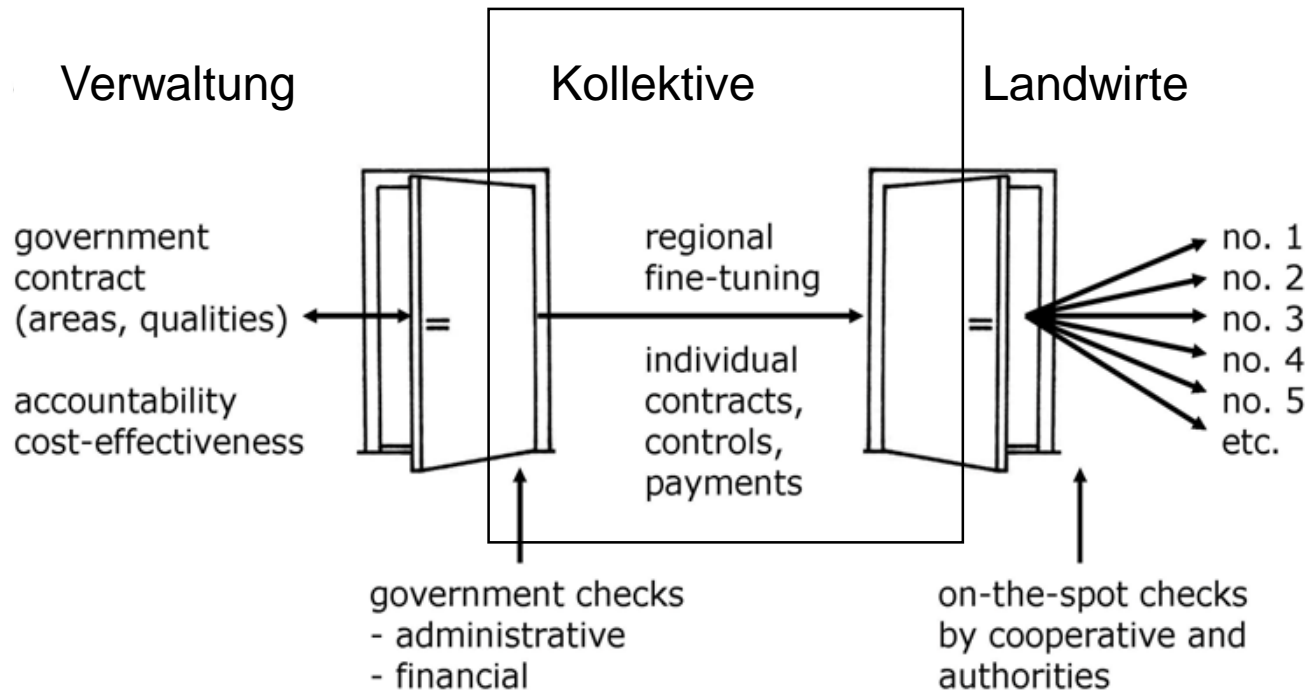 Verwaltung
Kollektive
Landwirte
government
contract
(areas, qualities)
accountability
cost-effectiveness
regional
fine-tuning
individual
contracts,
controls,
payments
no. 1
no. 2
no. 3
no. 4
no. 5
etc.
government checks
- administrative
- financial
on-the-spot checks
by cooperative and
authorities